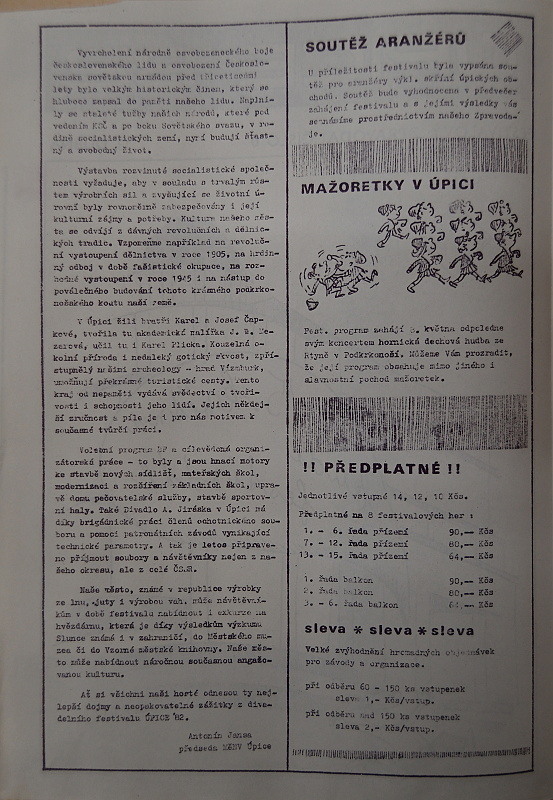 Vyvrcholení národně osvobozeneckého boje
československého lidu a osvobození Českoslo-
venska sovětskou armádou před třicetisedmi
lety bylo velkým historickým činem, který se
hluboce zapsal do paměti našeho lidu. Naplni-
ly se staleté tužby našich národů, které pod
vedením KSČ a po boku Sovětského svazu, v ro-
dině socialistických zemí, nyní budují šťast-
ný a svobodný život.
Výstavba rozvinuté socialistické společ-
nosti vyžaduje, aby v souladu s trvalým růs-
tem výrobních sil a zvyšující se životní ú-
rovní byly rovnoměrně zabezpečovány i její
kulturní zájmy a potřeby. Kultura našeho měs-
ta se odvíjí z dávných revolučních a dělnic-
kých tradic. Vzpomeňme například na revoluč-
ní vystoupení dělnictva v roce 1905, na hrdin-
ný odboj v době fašistické okupace, na roz-
hodné vystoupení v roce 1945 i na nástup do
poválečného budování tohoto krásného podkrko-
nošského koutu naší země.
V Úpici žili bratři Karel a Josef Čap-
kové, tvořila tu akademická malířka J. D.
zerová, učil tu i Karel Plicka. Kouzelná o-
kolní příroda i nedaleký gotický skvost, zpří-
stupnělý našimi archeology - hrad Vízmburk,
umožňují překrásné turistické cesty. Tento
kraj od nepaměti vydává svědectví o tvoři-
vosti i schopnosti jeho lidí. Jejich někdej-
ší zručnost a píle je i pro nás motivem k
současné tvůrčí práci.
Volební program NF a cílevědomá organi-
zátorská práce - to byly a jsou hnací motory
ke stavbě nových sídlišť, mateřských škol,
modernizaci a rozšíření základních škol, upra-
vě domu pečovatelské služby, stavbě sportov-
ní haly. Také Divadlo A. Jiráska v Úpici má
díky brigádnické práci členů ochotnického sou-
boru a pomoci patronátních závodů vynikající
technické parametry. A tak je letos připrave-
no přijmout soubory a návštěvníky nejen z na-
šeho okresu, ale z celé ČSSR.
Naše město, známé v republice výrobky
ze lnu, juty i výrobou vah, může návštěvní-
kům v době festivalu nabídnout i exkurze na
hvězdárnu, která je díky výsledkům výzkumu
Slunce známá i v zahraničí, do Městského mu-
zea či do Vzorné městské knihovny. Naše měs-
to může nabídnout náročnou současnou angažo-
vanou kulturu.
Ať si všichni naši hosté odnesou ty nej-
lepší dojmy a neopakovatelné zážitky z diva-
delního festivalu ÚPICE '82.
Antonín Jansa
předseda MěNV Úpice
SOUTĚŽ ARANŽÉRŮ
U příležitosti festivalu byla vypsána sou-
těž pro aranžéry výkl. skříní úpických ob-
chodů. Soutěž bude vyhodnocena v předvečer
zahájení festivalu a s jejími výsledky vás
seznámíme prostřednictvím našeho Zpravoda-
je.
MAŽORETKY V ÚPICI
Fest. program zahájí května odpoledne
svým koncertem hornická dechová hudba ze
Rtyně v Podkrkonoší. Můžeme Vám prozradit,
že její program obsahuje mimo jiného i
slavnostní pochod mažoretek.
!! PŘEDPLATNÉ !!
Jednotlivé vstupné 14, 12, 10 Kčs.
Předplatné na 8 festivalových her :
1. - 6. řada přízemí 90,-- Kčs
7. - 12. řada přízemí 80,-- Kčs
13. - 15. řada přízemí 64,-- Kčs
1. řada balkon 90,-- Kčs
2. řada balkon 80,-- Kčs
3. - 6. řada balkon 64,-- Kčs
sleva * sleva * sleva
Velké zvýhodnění hromadných objednávek
pro závody a organizace.
při odběru 60 - 150 ks vstupenek
sleva 1,- Kčs/vstup.
při odběru nad 150 ks vstupenek
sleva 2,- Kčs/vstup.